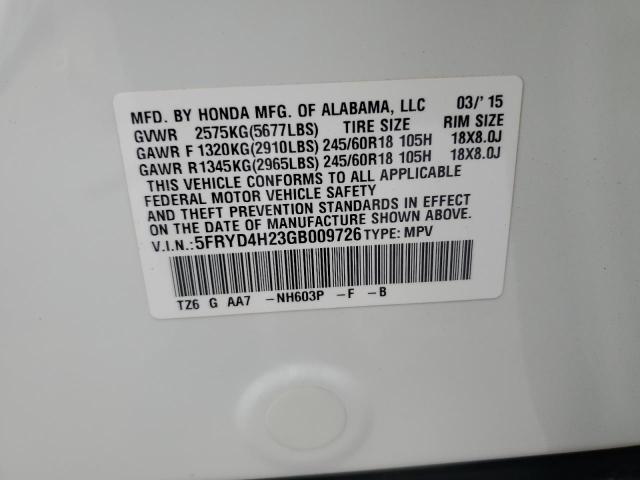 MFD. BY HONDA MFG. OF ALABAMA, LLC 03/'15
GVWR 2575KG(5677LBS) TIRE SIZE RIM SIZE
GAWR F 1320KG(2910LBS) 245/60R18 105H 18X8.0J
GAWR R1345KG(2965LBS) 245/60R18 105H 18X8.0J
THIS VEHICLE CONFORMS TO ALL APPLICABLE
FEDERAL MOTOR VEHICLE SAFETY
AND THEFT PREVENTION STANDARDS IN EFFECT
ON THE DATE OF MANUFACTURE SHOWN ABOVE.
V.I.N.: 5FRYD4H23GB009726 TYPE: MPV
TZ6 G AA7 -NH603P -F -B